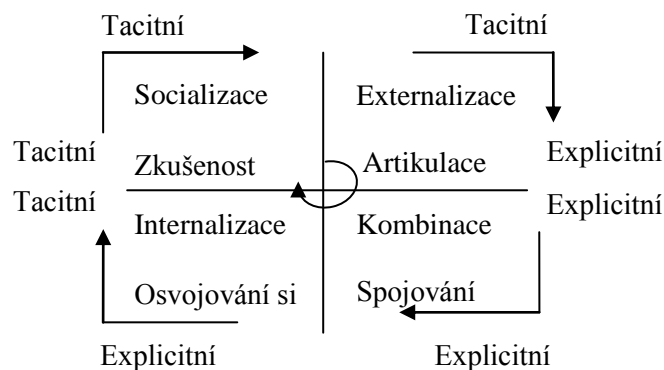 Tacitní Tacitní
Socializace Externalizace
Tacitní Zkušenost Artikulace Explicitní
Tacitní Explicitní
Internalizace Kombinace
Osvojování si Spojování
Explicitní Explicitní